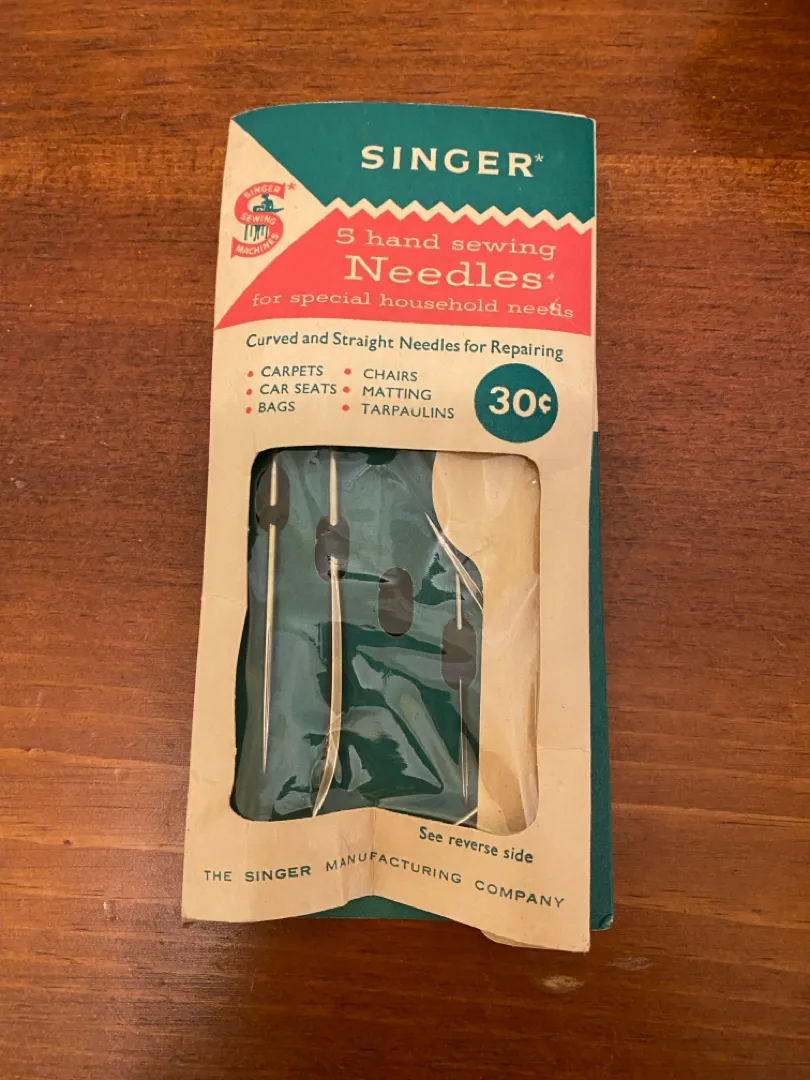 SINGER*
SINGER *
SEWING
MACHINES
5 hand sewing
Needles
for special household needs
Curved and Straight Needles for Repairing
• CARPETS • CHAIRS
• CAR SEATS • MATTING
• BAGS • TARPAULINS
30¢
See reverse side
THE SINGER MANUFACTURING COMPANY